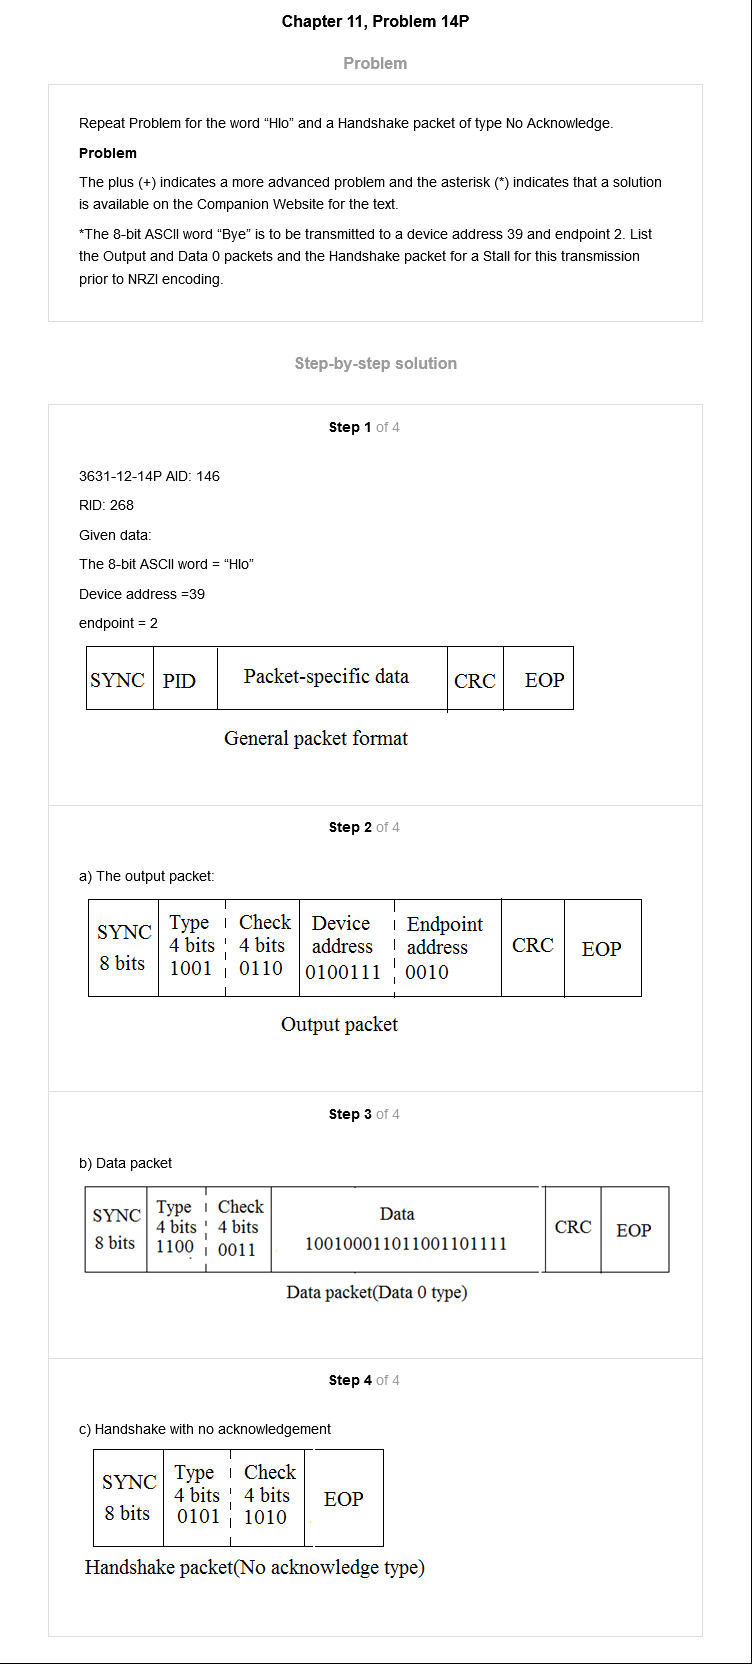 Chapter 11, Problem 14P
Problem
Repeat Problem for the word “Hlo” and a Handshake packet of type No Acknowledge.
Problem
The plus (+) indicates a more advanced problem and the asterisk (*) indicates that a solution
is available on the Companion Website for the text.
*The 8-bit ASCII word “Bye” is to be transmitted to a device address 39 and endpoint 2. List
the Output and Data 0 packets and the Handshake packet for a Stall for this transmission
prior to NRZI encoding.
Step-by-step solution
Step 1 of 4
3631-12-14P AID: 146
RID: 268
Given data:
The 8-bit ASCII word = “Hlo”
Device address =39
endpoint = 2
SYNC PID Packet-specific data CRC EOP
General packet format
Step 2 of 4
a) The output packet:
SYNC 8 bits
Type 4 bits 1001
Check 4 bits 0110
Device address 0100111
Endpoint address 0010
CRC
EOP
Output packet
Step 3 of 4
b) Data packet
SYNC 8 bits
Type 4 bits 1100
Check 4 bits 0011
Data 100100011011001101111
CRC
EOP
Data packet(Data 0 type)
Step 4 of 4
c) Handshake with no acknowledgement
SYNC 8 bits
Type 4 bits 0101
Check 4 bits 1010
EOP
Handshake packet(No acknowledge type)